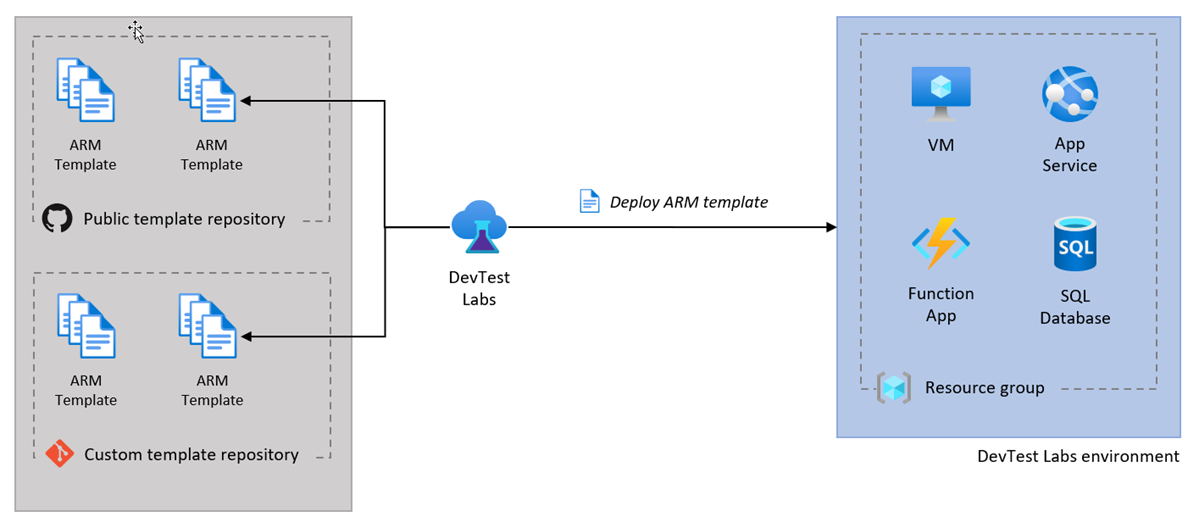 ARM
Template
ARM
Template
Public template repository
ARM
Template
ARM
Template
Custom template repository
DevTest
Labs
Deploy ARM template
VM
App
Service
Function
App
SQL
SQL
Database
Resource group
DevTest Labs environment